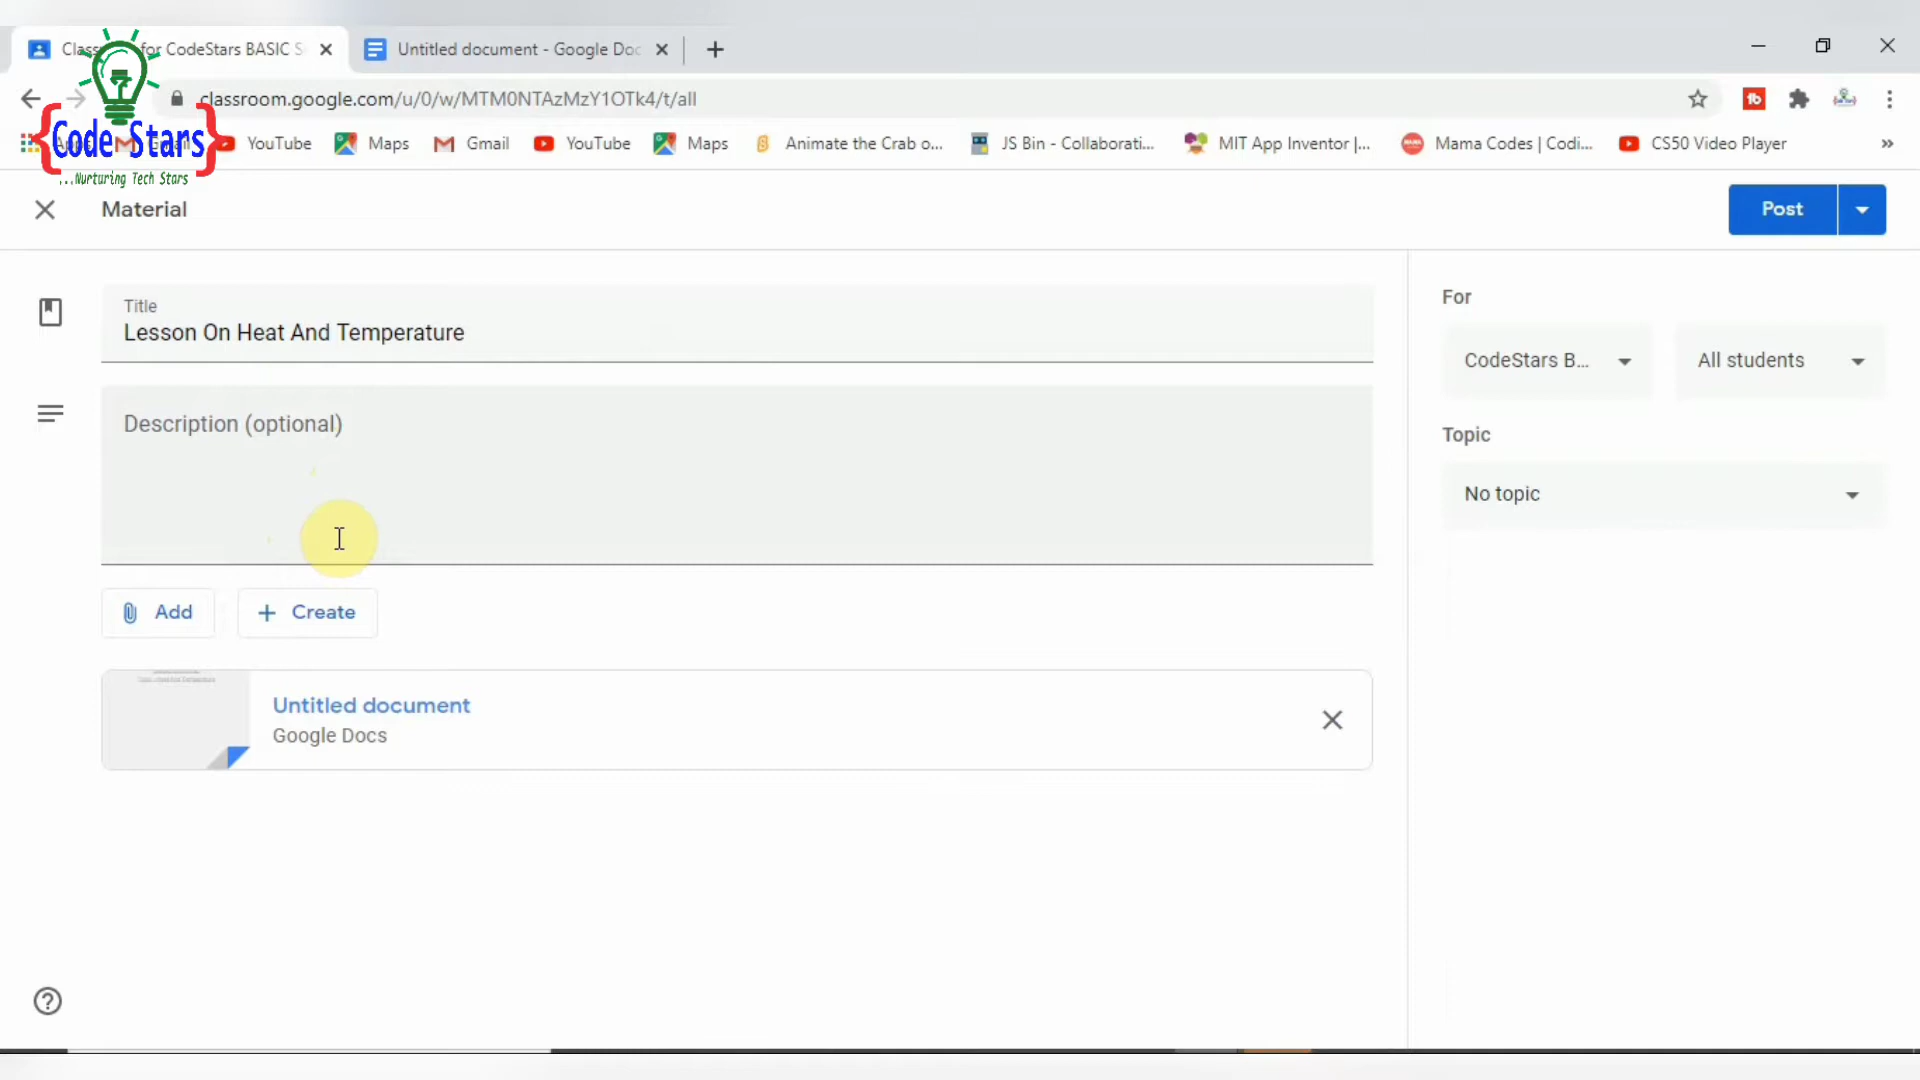 Classroom for CodeStars BASIC S
Untitled document - Google Doc
classroom.google.com/u/0/w/MTM0NTAzMzY1OTk4/t/all
{Code Stars}
...Nurturing Tech Stars
Apps
Gmail
YouTube
Maps
Gmail
YouTube
Maps
Animate the Crab o...
JS Bin - Collaborati...
MIT App Inventor |...
Mama Codes | Codi...
CS50 Video Player
»
Material
Post
Title
Lesson On Heat And Temperature
Description (optional)
Add
Create
Untitled document
Google Docs
For
CodeStars B...
All students
Topic
No topic